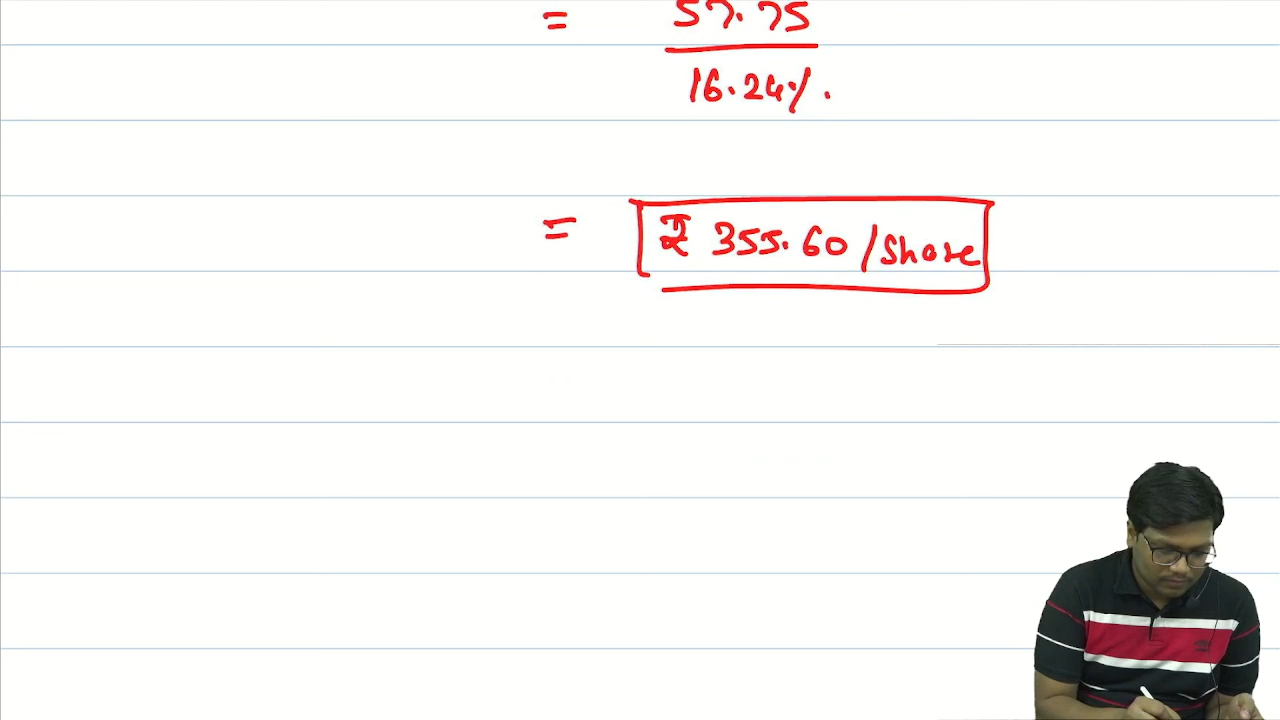 = 57.75
16.24%.
= ₹ 355.60 /Share